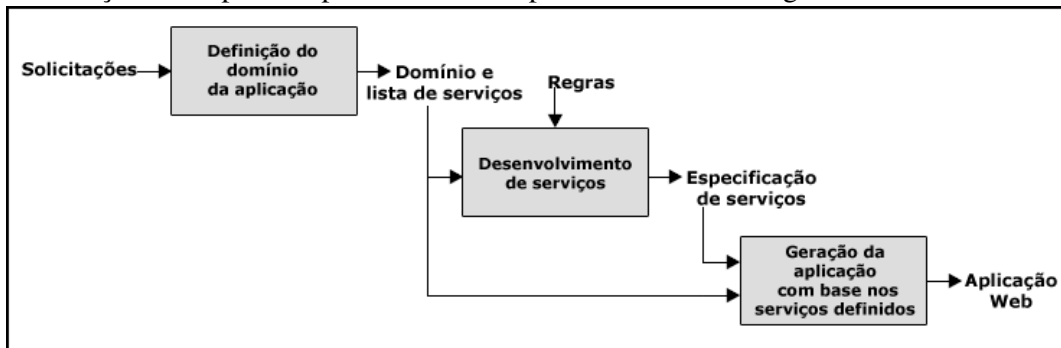 Definição do
domínio
da aplicação
Solicitações
Domínio e
lista de serviços
Regras
Desenvolvimento
de serviços
Especificação
de serviços
Geração da
aplicação
com base nos
serviços definidos
Aplicação
Web